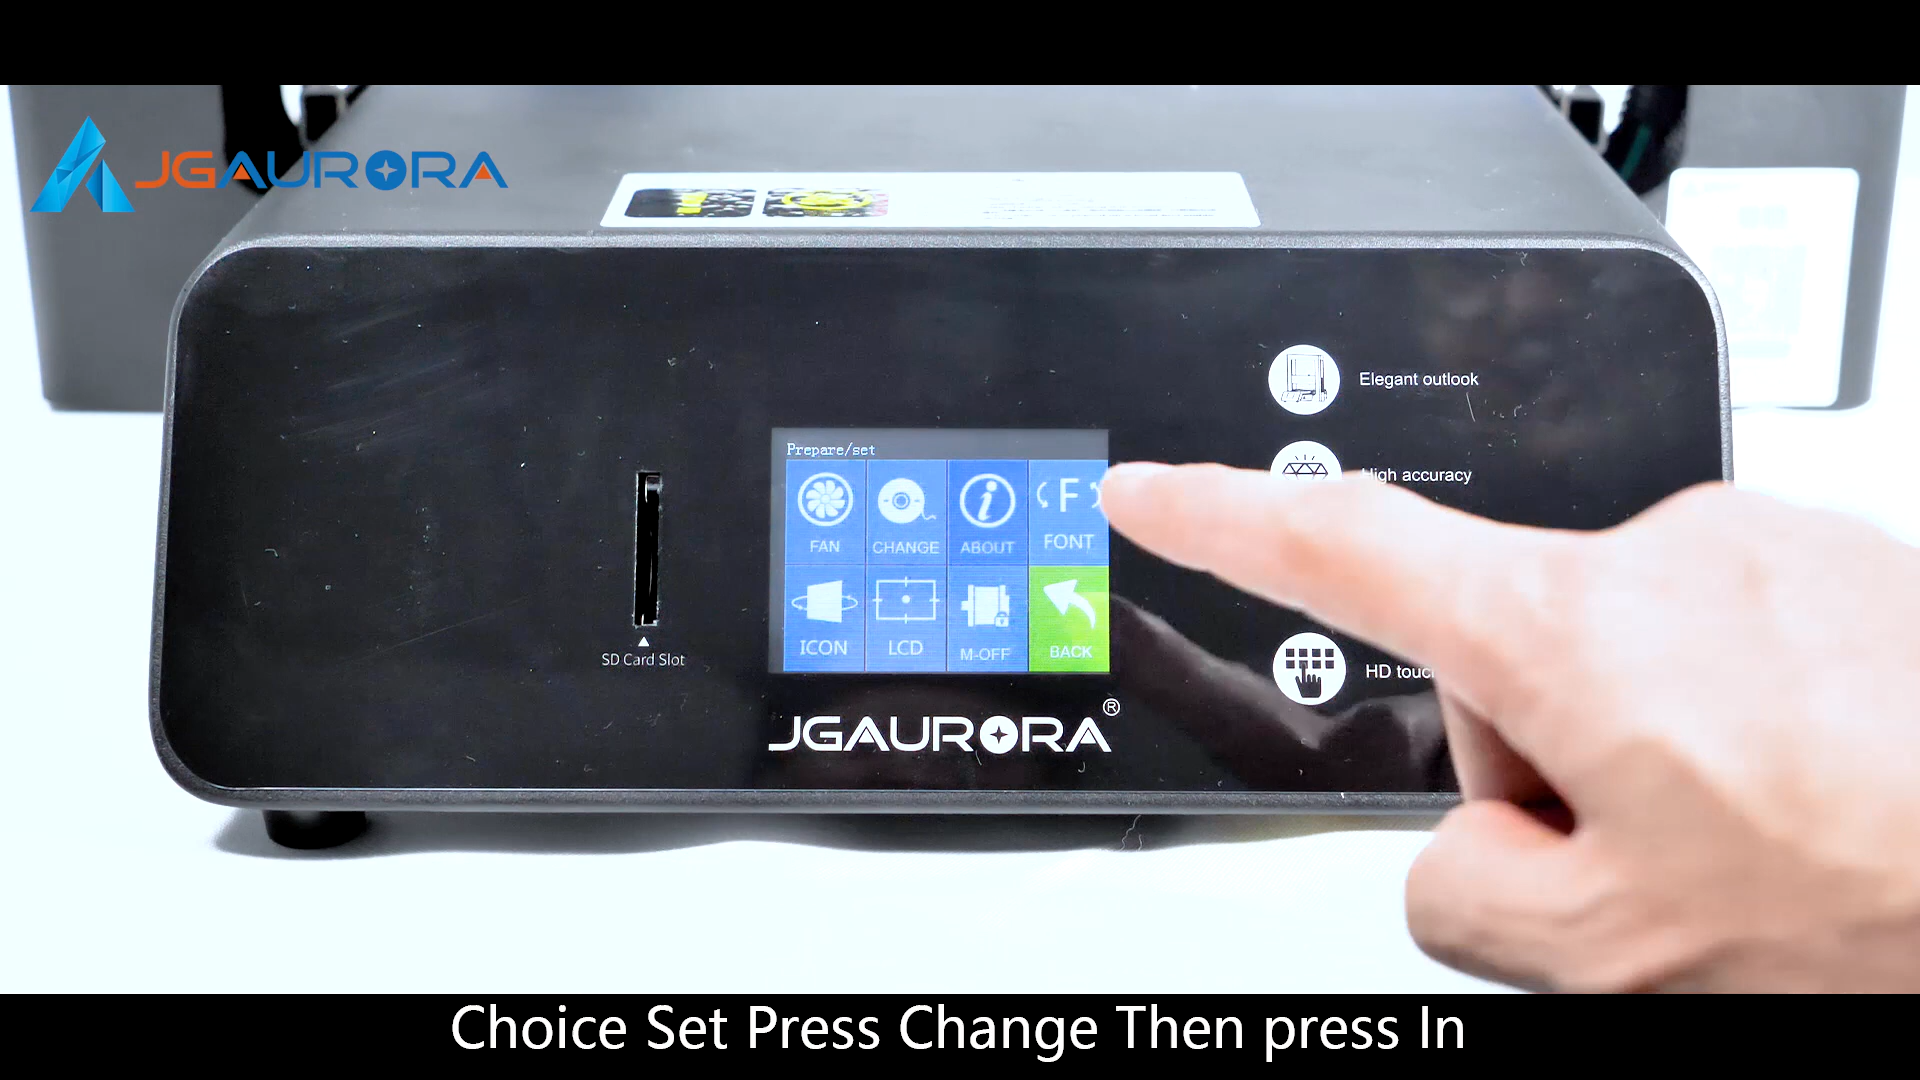 JGAURORA
Elegant outlook
High accuracy
Prepare/set
FAN
CHANGE
ABOUT
F
FONT
ICON
LCD
M-OFF
BACK
SD Card Slot
HD touc
JGAURORA®
Choice Set Press Change Then press In